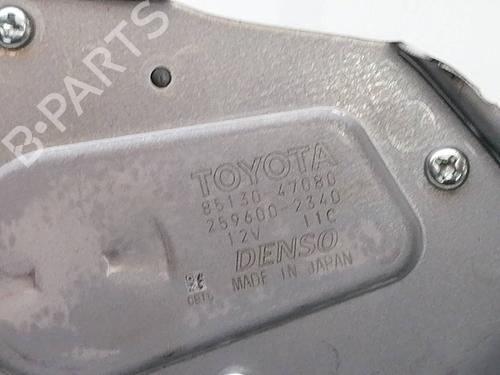 B-PARTS
TOYOTA
85130-47080
259600-2340
12V 11C
DENSO
MADE IN JAPAN